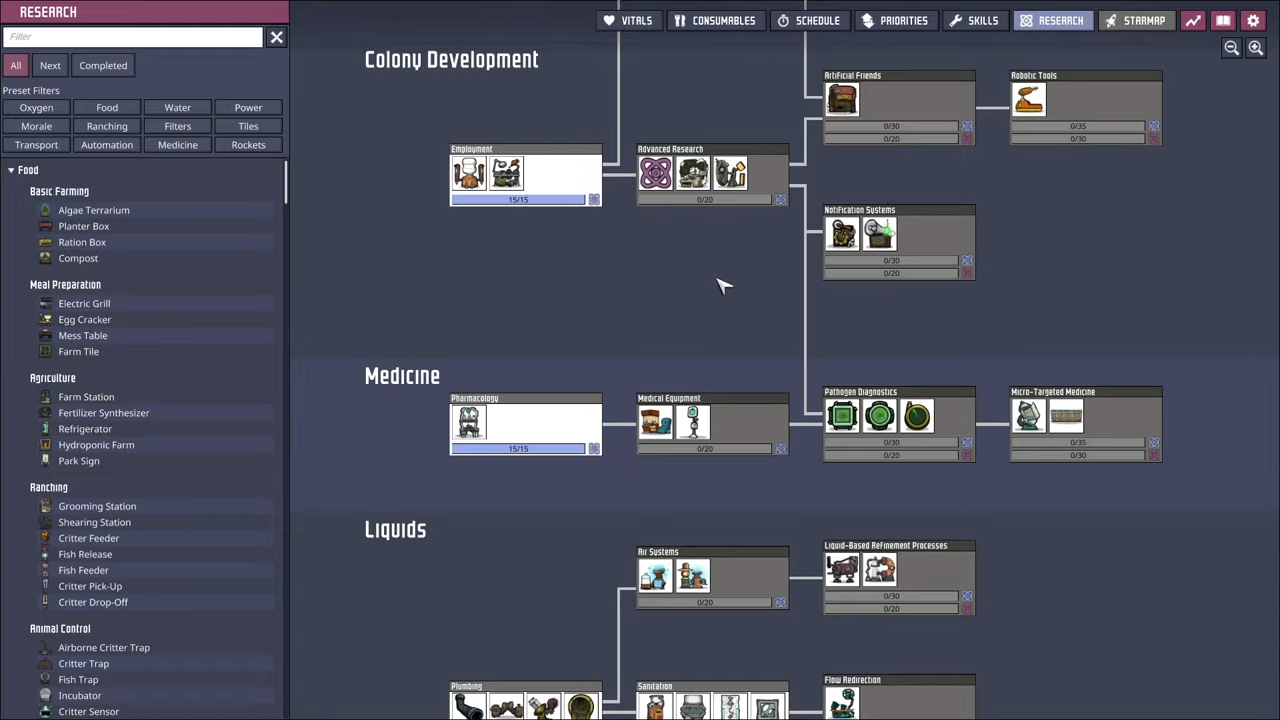 RESEARCH
VITALS
CONSUMABLES
SCHEDULE
PRIORITIES
SKILLS
RESEARCH
STARMAP
Filter
All
Next
Completed
Preset Filters
Oxygen
Food
Water
Power
Morale
Ranching
Filters
Tiles
Transport
Automation
Medicine
Rockets
Food
Basic Farming
Algae Terrarium
Planter Box
Ration Box
Compost
Meal Preparation
Electric Grill
Egg Cracker
Mess Table
Farm Tile
Agriculture
Farm Station
Fertilizer Synthesizer
Refrigerator
Hydroponic Farm
Park Sign
Ranching
Grooming Station
Shearing Station
Critter Feeder
Fish Release
Fish Feeder
Critter Pick-Up
Critter Drop-Off
Animal Control
Airborne Critter Trap
Critter Trap
Fish Trap
Incubator
Critter Sensor
Colony Development
Employment
15/15
Advanced Research
0/20
Artificial Friends
0/30
0/20
Robotic Tools
0/35
0/30
Notification Systems
0/30
0/20
Medicine
Pharmacology
15/15
Medical Equipment
0/20
Pathogen Diagnostics
0/30
0/20
Micro-Targeted Medicine
0/35
0/30
Liquids
Air Systems
0/20
Liquid-Based Refinement Processes
0/30
0/20
Plumbing
Sanitation
Flow Redirection